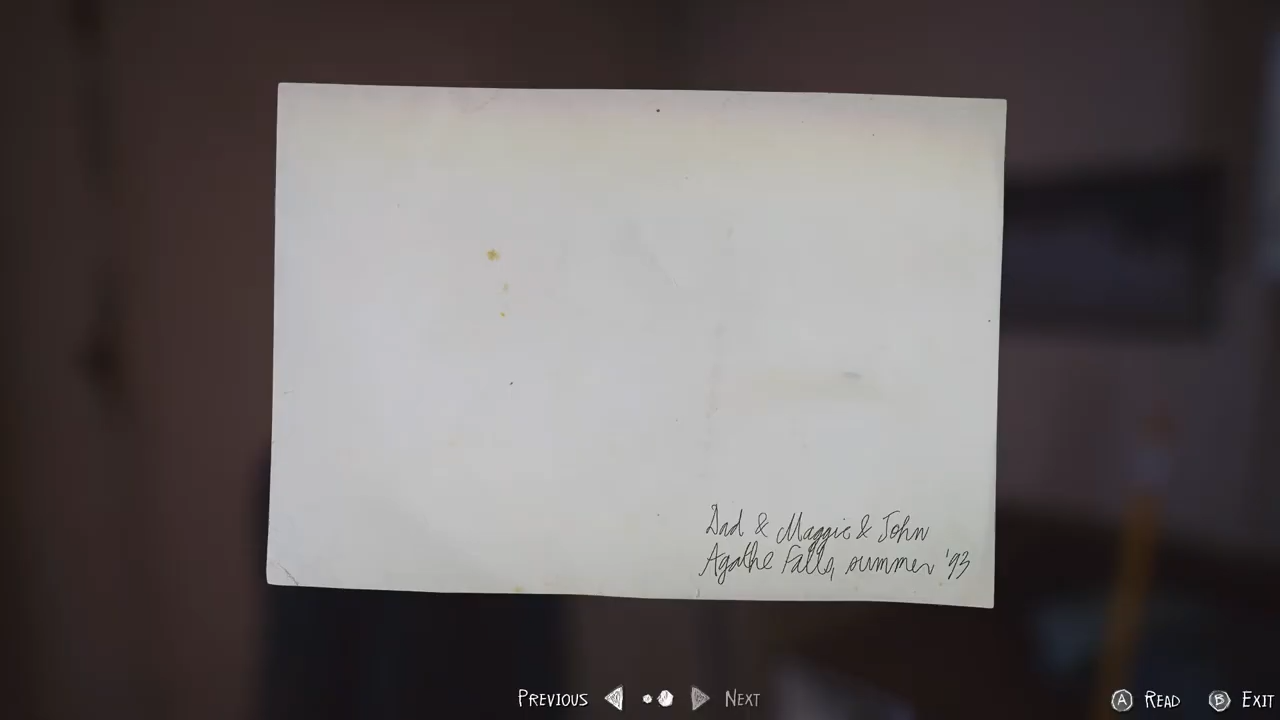 Dad & Maggie & John
Agathe Falls, summer '93
PREVIOUS NEXT
A READ B EXIT